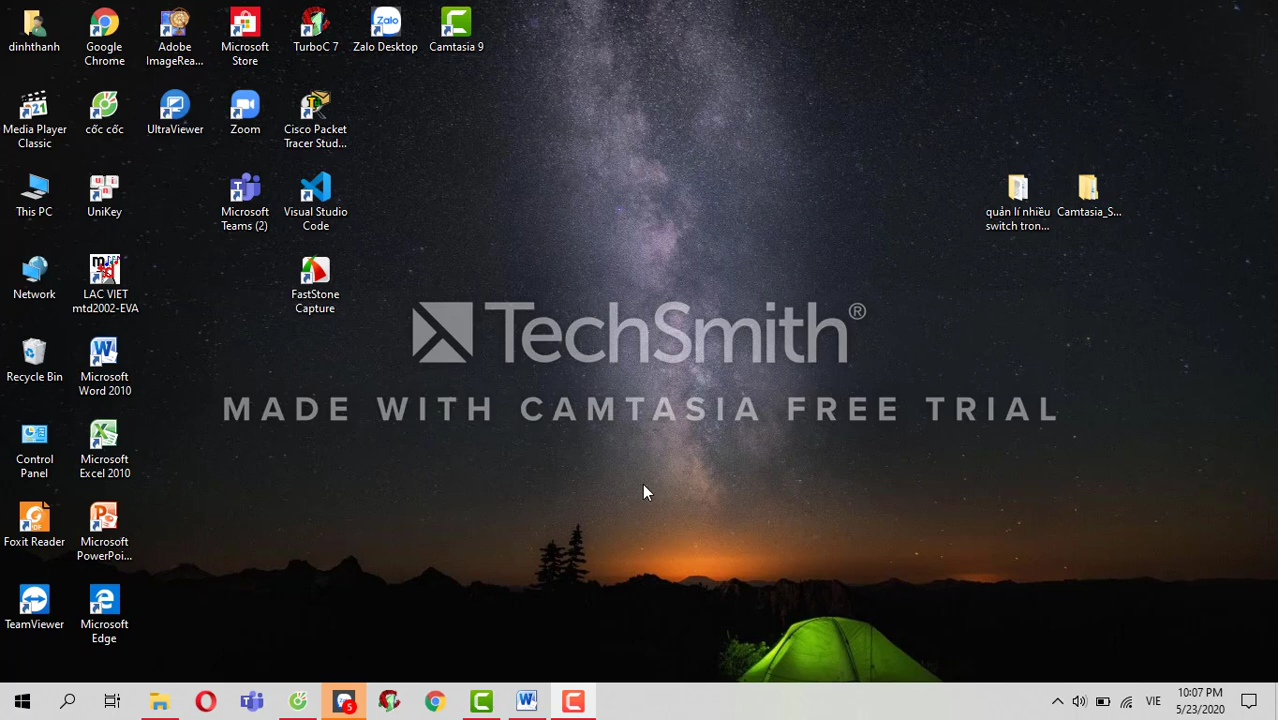 dinhthanh
Google
Chrome
Adobe
ImageRea...
Microsoft
Store
TurboC 7
Zalo
Zalo Desktop
Camtasia 9
Media Player
Classic
cốc cốc
UltraViewer
Zoom
Cisco Packet
Tracer Stud...
This PC
UniKey
Microsoft
Teams (2)
Visual Studio
Code
quản lí nhiều
switch tron...
Camtasia_S...
Network
LAC VIET
mtd2002-EVA
FastStone
Capture
TechSmith®
MADE WITH CAMTASIA FREE TRIAL
Recycle Bin
Microsoft
Word 2010
Control
Panel
Microsoft
Excel 2010
Foxit Reader
Microsoft
PowerPoi...
TeamViewer
Microsoft
Edge
5
VIE
10:07 PM
5/23/2020